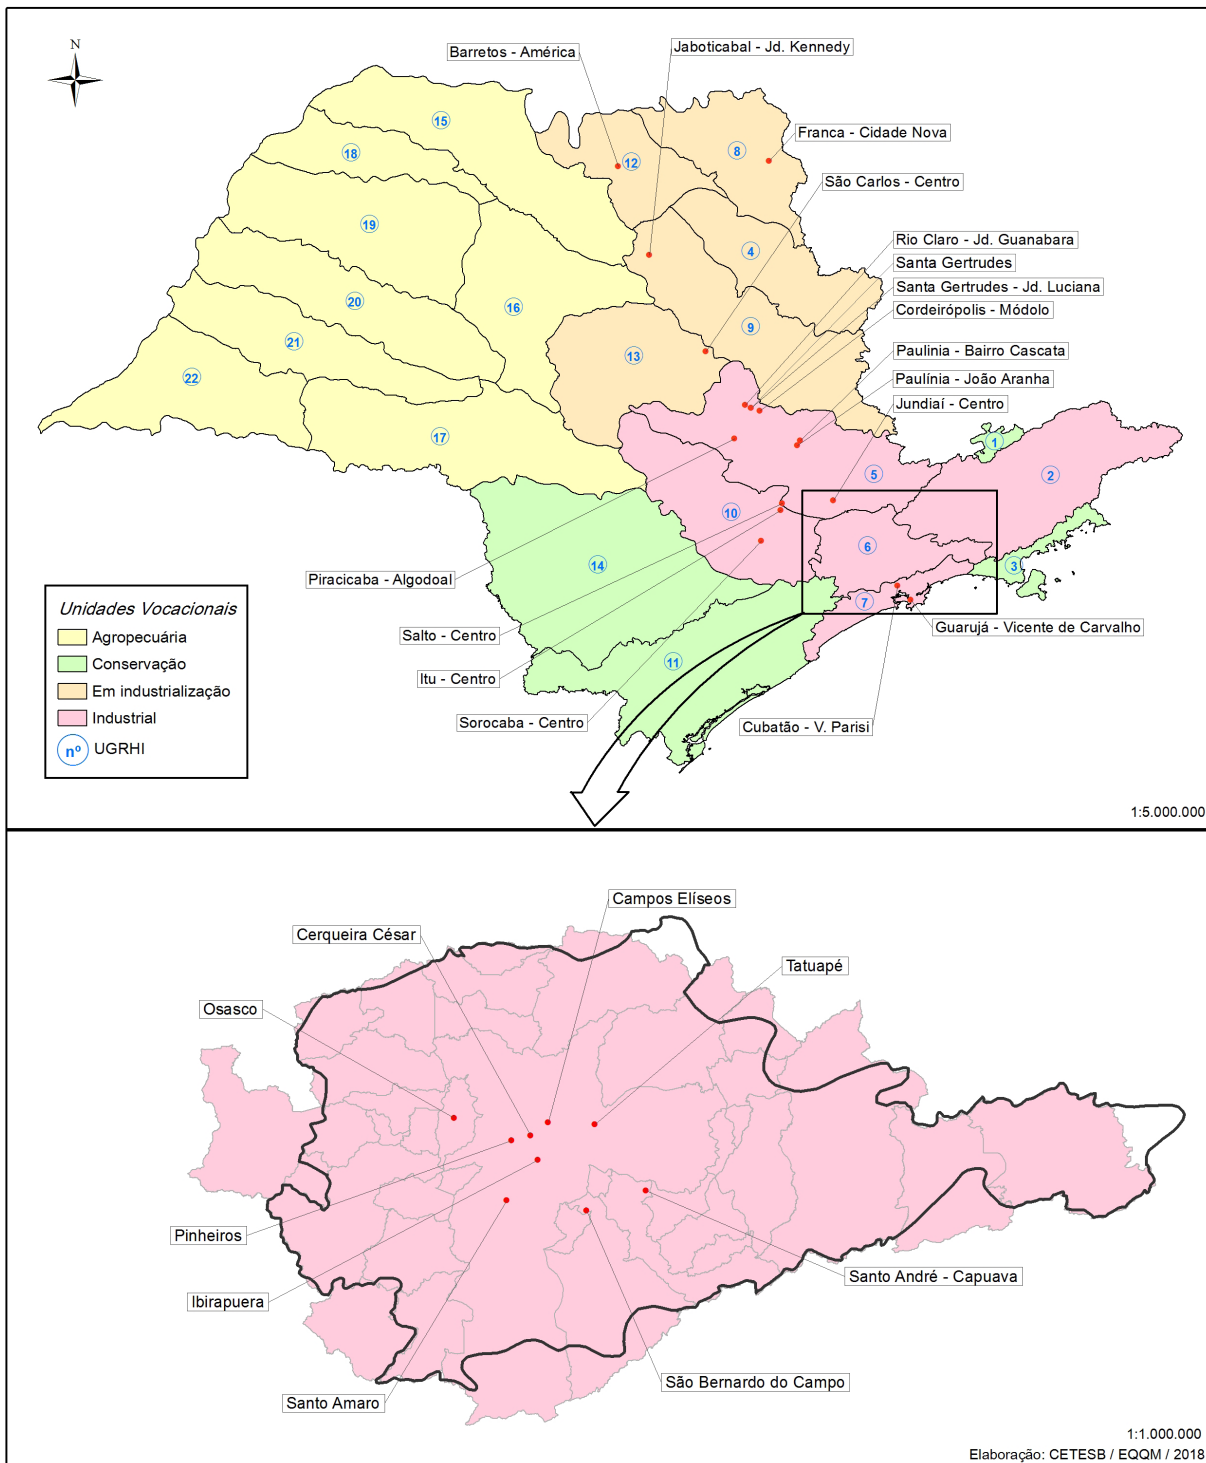 N
Barretos - América
Jaboticabal - Jd. Kennedy
Franca - Cidade Nova
São Carlos - Centro
Rio Claro - Jd. Guanabara
Santa Gertrudes
Santa Gertrudes - Jd. Luciana
Cordeirópolis - Módolo
Paulinia - Bairro Cascata
Paulínia - João Aranha
Jundiaí - Centro
15
18
12
8
19
4
20
16
9
21
13
22
17
1
5
2
10
6
14
3
7
11
Piracicaba - Algodoal
Salto - Centro
Itu - Centro
Sorocaba - Centro
Guarujá - Vicente de Carvalho
Cubatão - V. Parisi
Unidades Vocacionais
Agropecuária
Conservação
Em industrialização
Industrial
nº UGRHI
1:5.000.000
Campos Elíseos
Cerqueira César
Tatuapé
Osasco
Pinheiros
Ibirapuera
Santo André - Capuava
São Bernardo do Campo
Santo Amaro
1:1.000.000
Elaboração: CETESB / EQQM / 2018